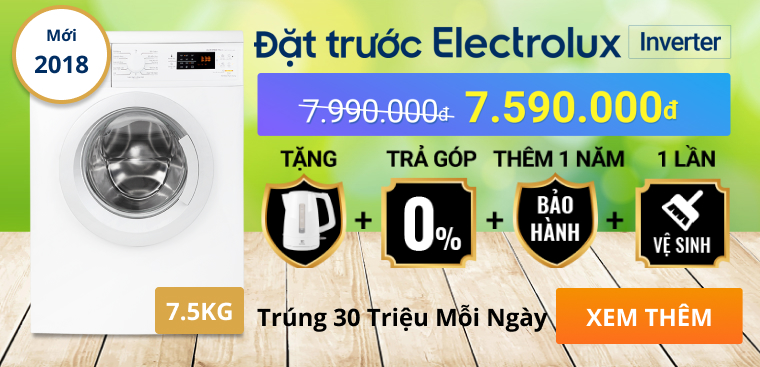 Mới
2018
Đặt trước Electrolux Inverter
7.990.000đ 7.590.000đ
TẶNG TRẢ GÓP THÊM 1 NĂM 1 LẦN
+ 0% + BẢO HÀNH + VỆ SINH
7.5KG
Trúng 30 Triệu Mỗi Ngày XEM THÊM